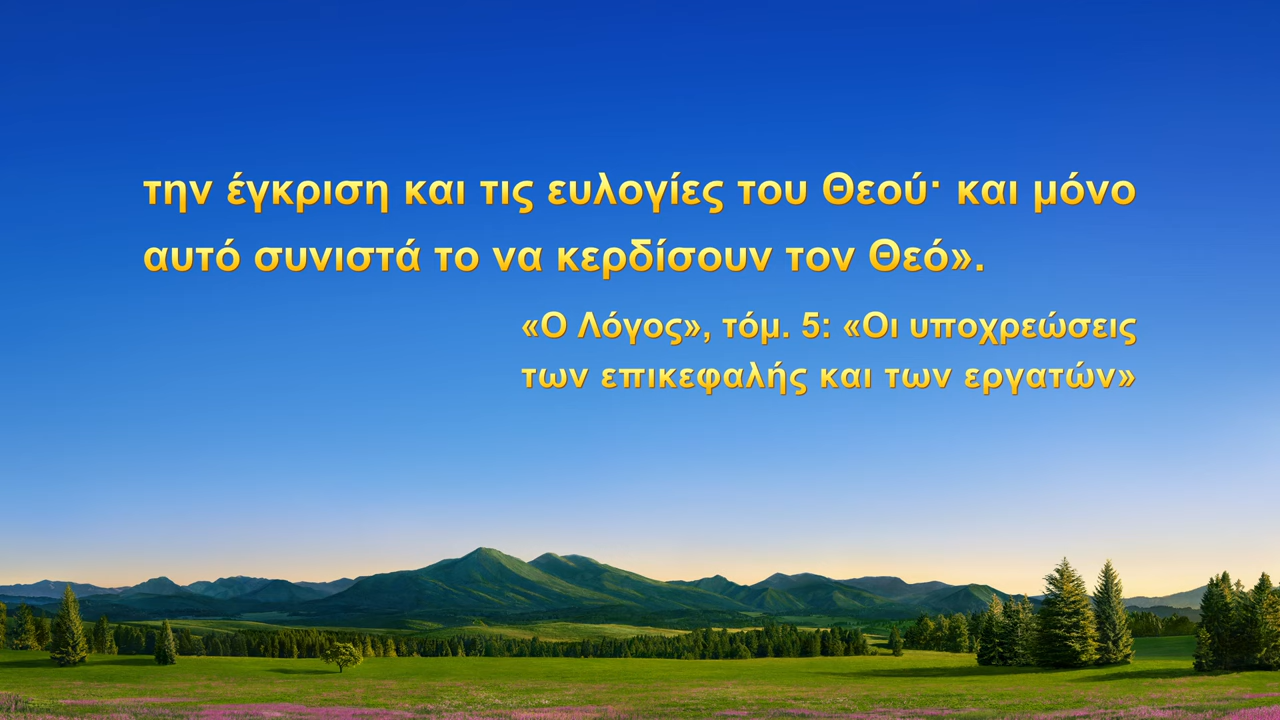 την έγκριση και τις ευλογίες του Θεού· και μόνο
αυτό συνιστά το να κερδίσουν τον Θεό».
«Ο Λόγος», τόμ. 5: «Οι υποχρεώσεις
των επικεφαλής και των εργατών»